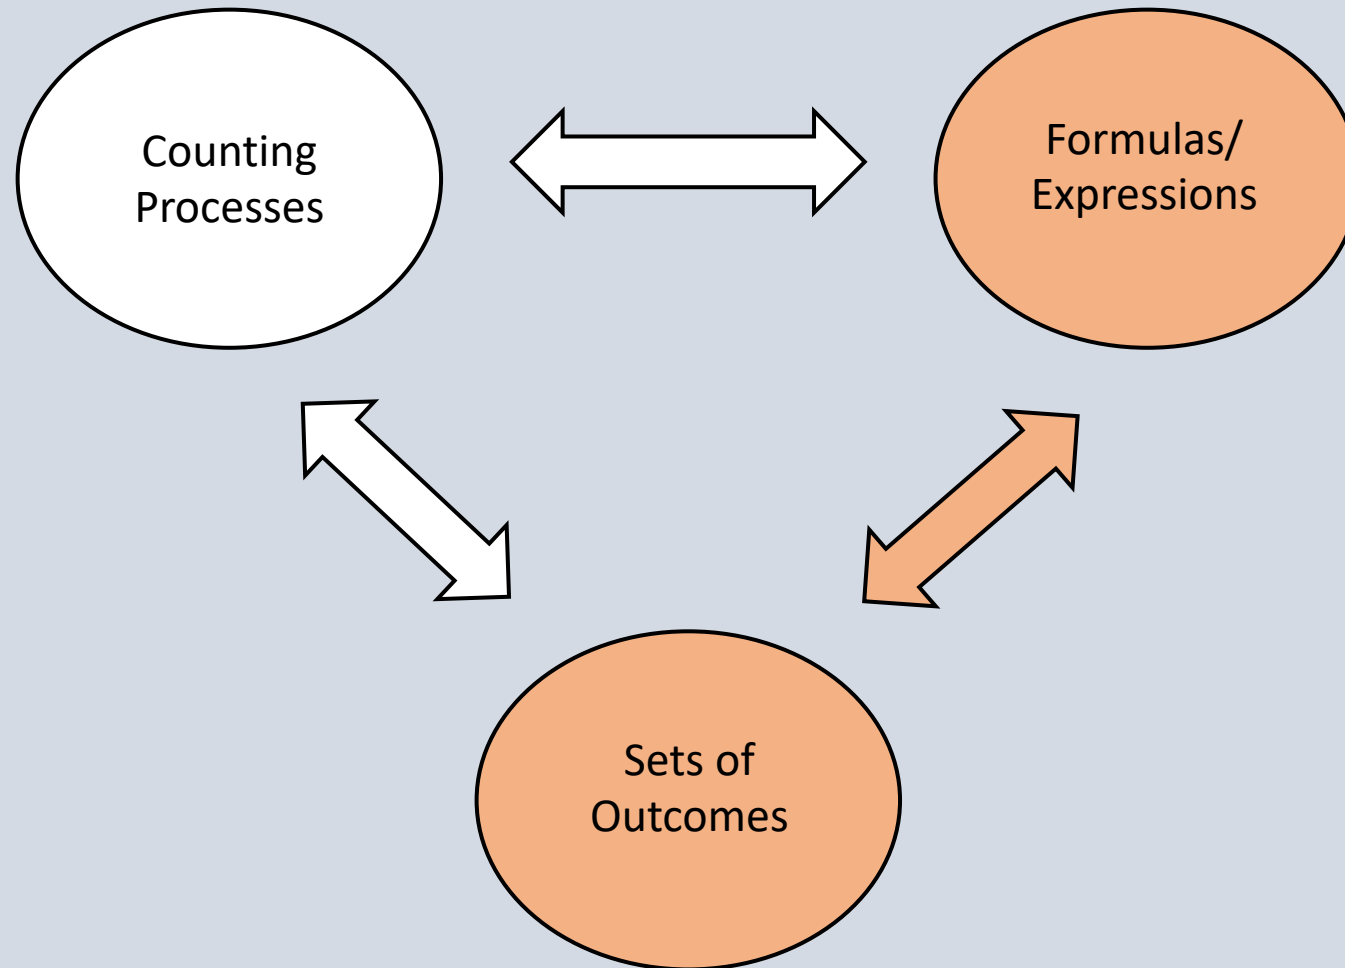 Counting
Processes
Formulas/
Expressions
Sets of
Outcomes